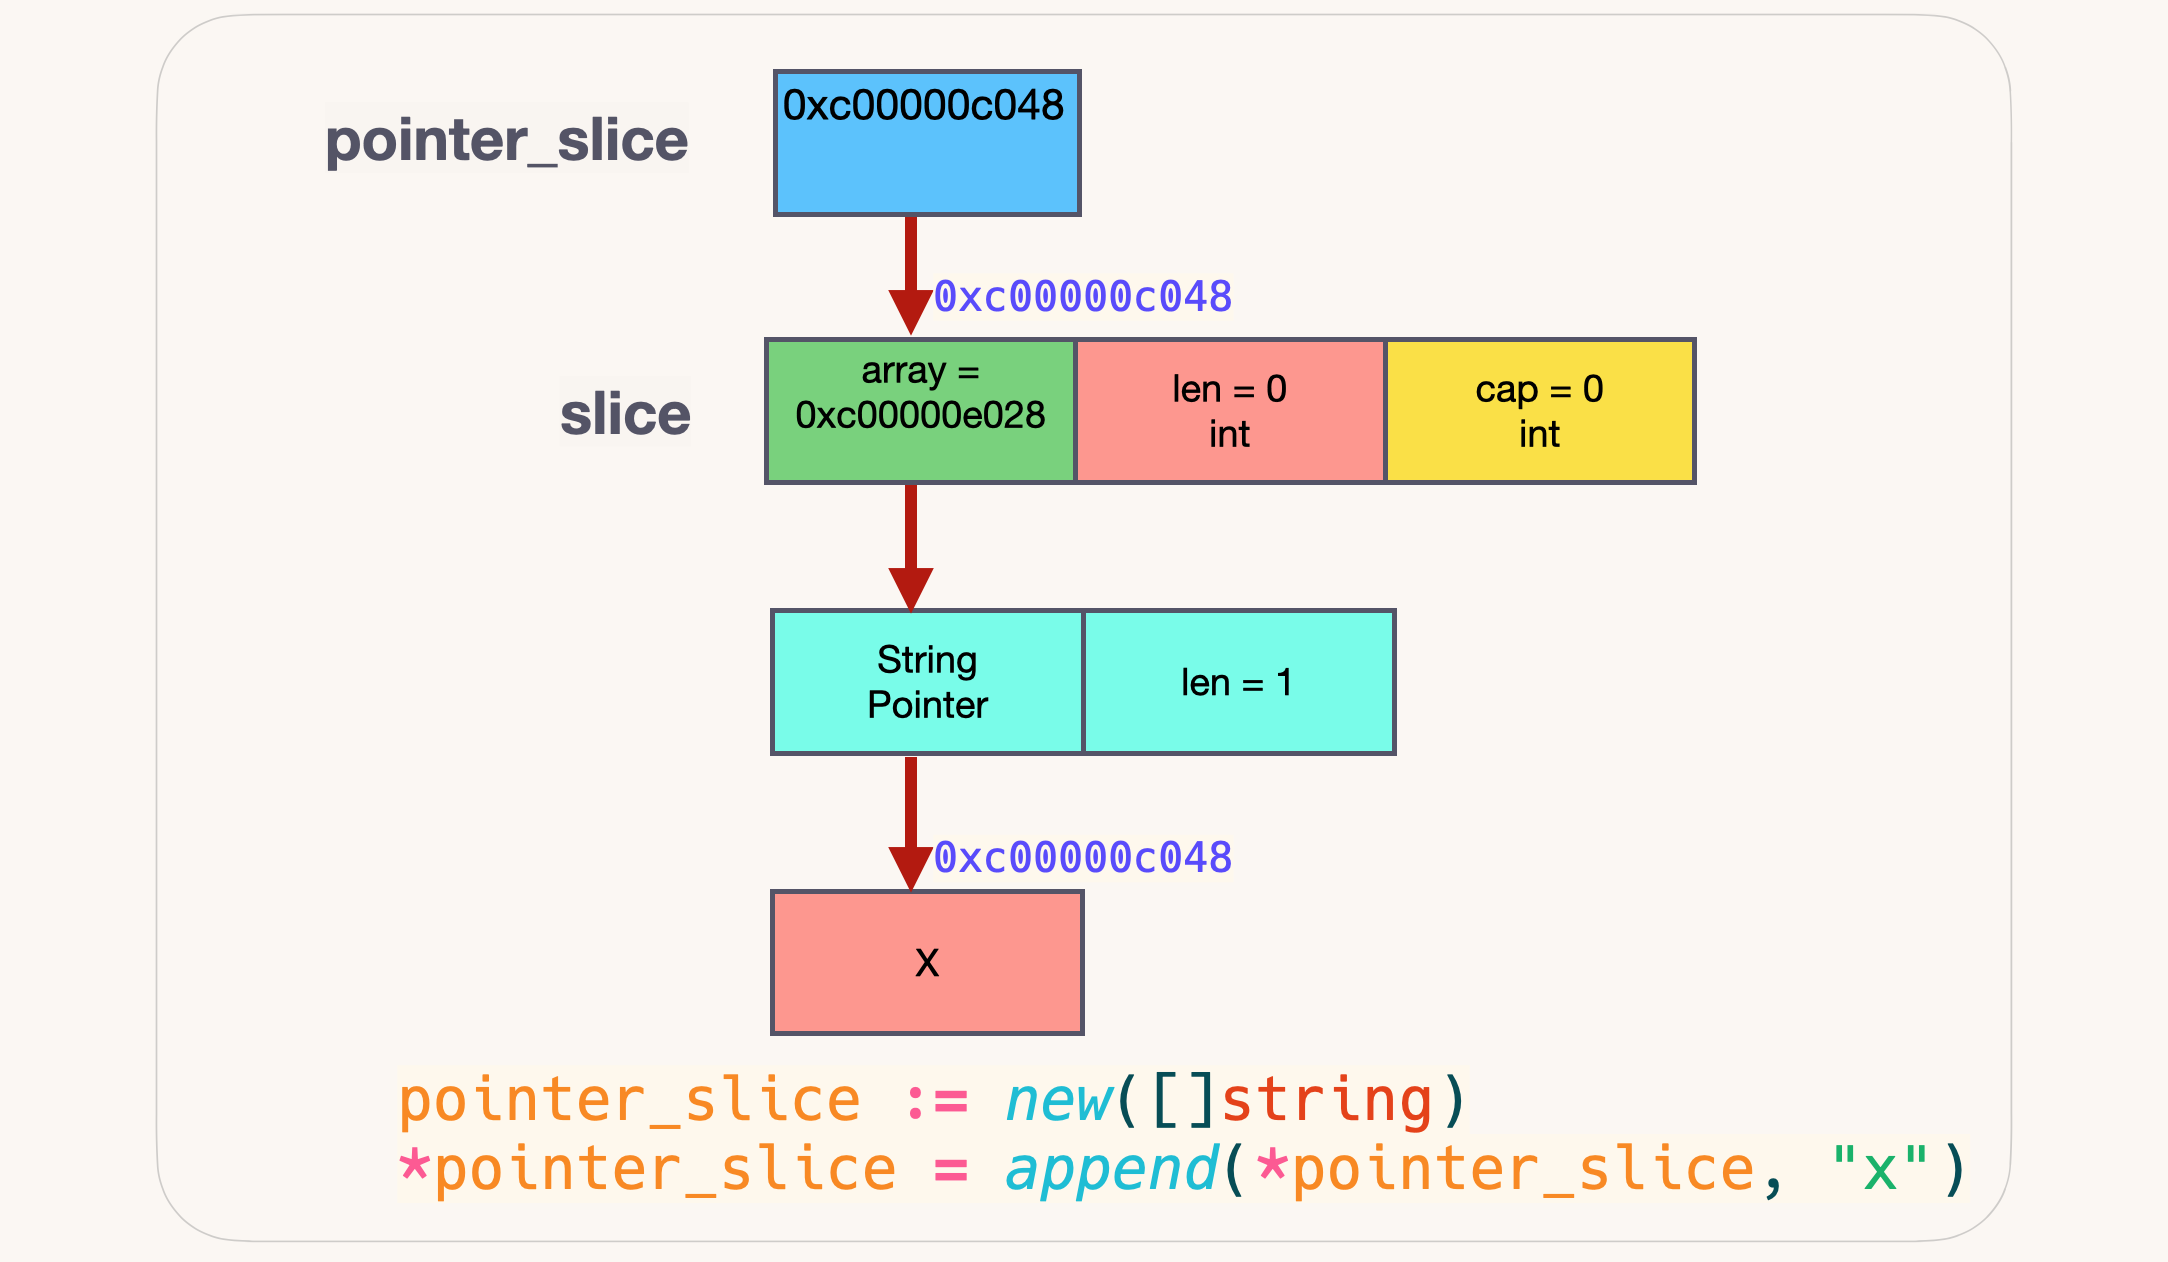 0xc00000c048
pointer_slice
0xc00000c048
array =
0xc00000e028
len = 0
int
cap = 0
int
slice
String
Pointer
len = 1
0xc00000c048
x
pointer_slice := new([]string)
*pointer_slice = append(*pointer_slice, "x")